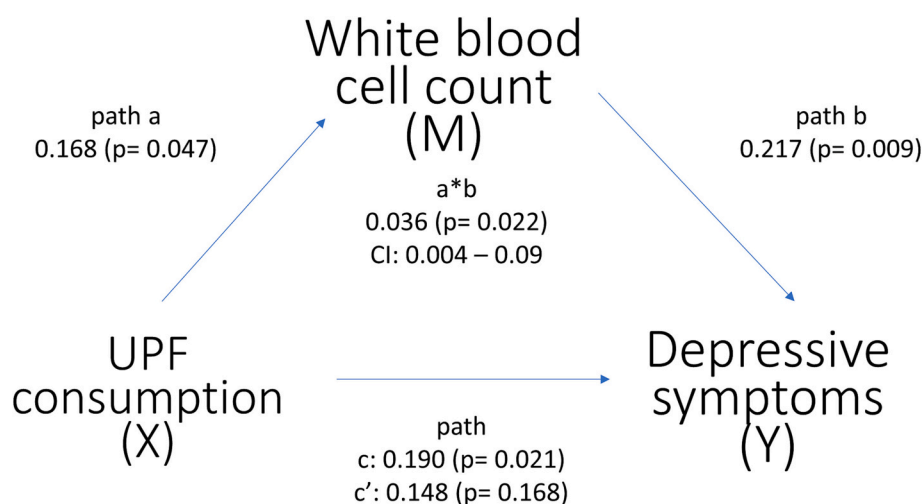 White blood
cell count
(M)
path a
0.168 (p= 0.047)
path b
0.217 (p= 0.009)
a*b
0.036 (p= 0.022)
CI: 0.004 – 0.09
UPF
consumption
(X)
Depressive
symptoms
(Y)
path
c: 0.190 (p= 0.021)
c’: 0.148 (p= 0.168)